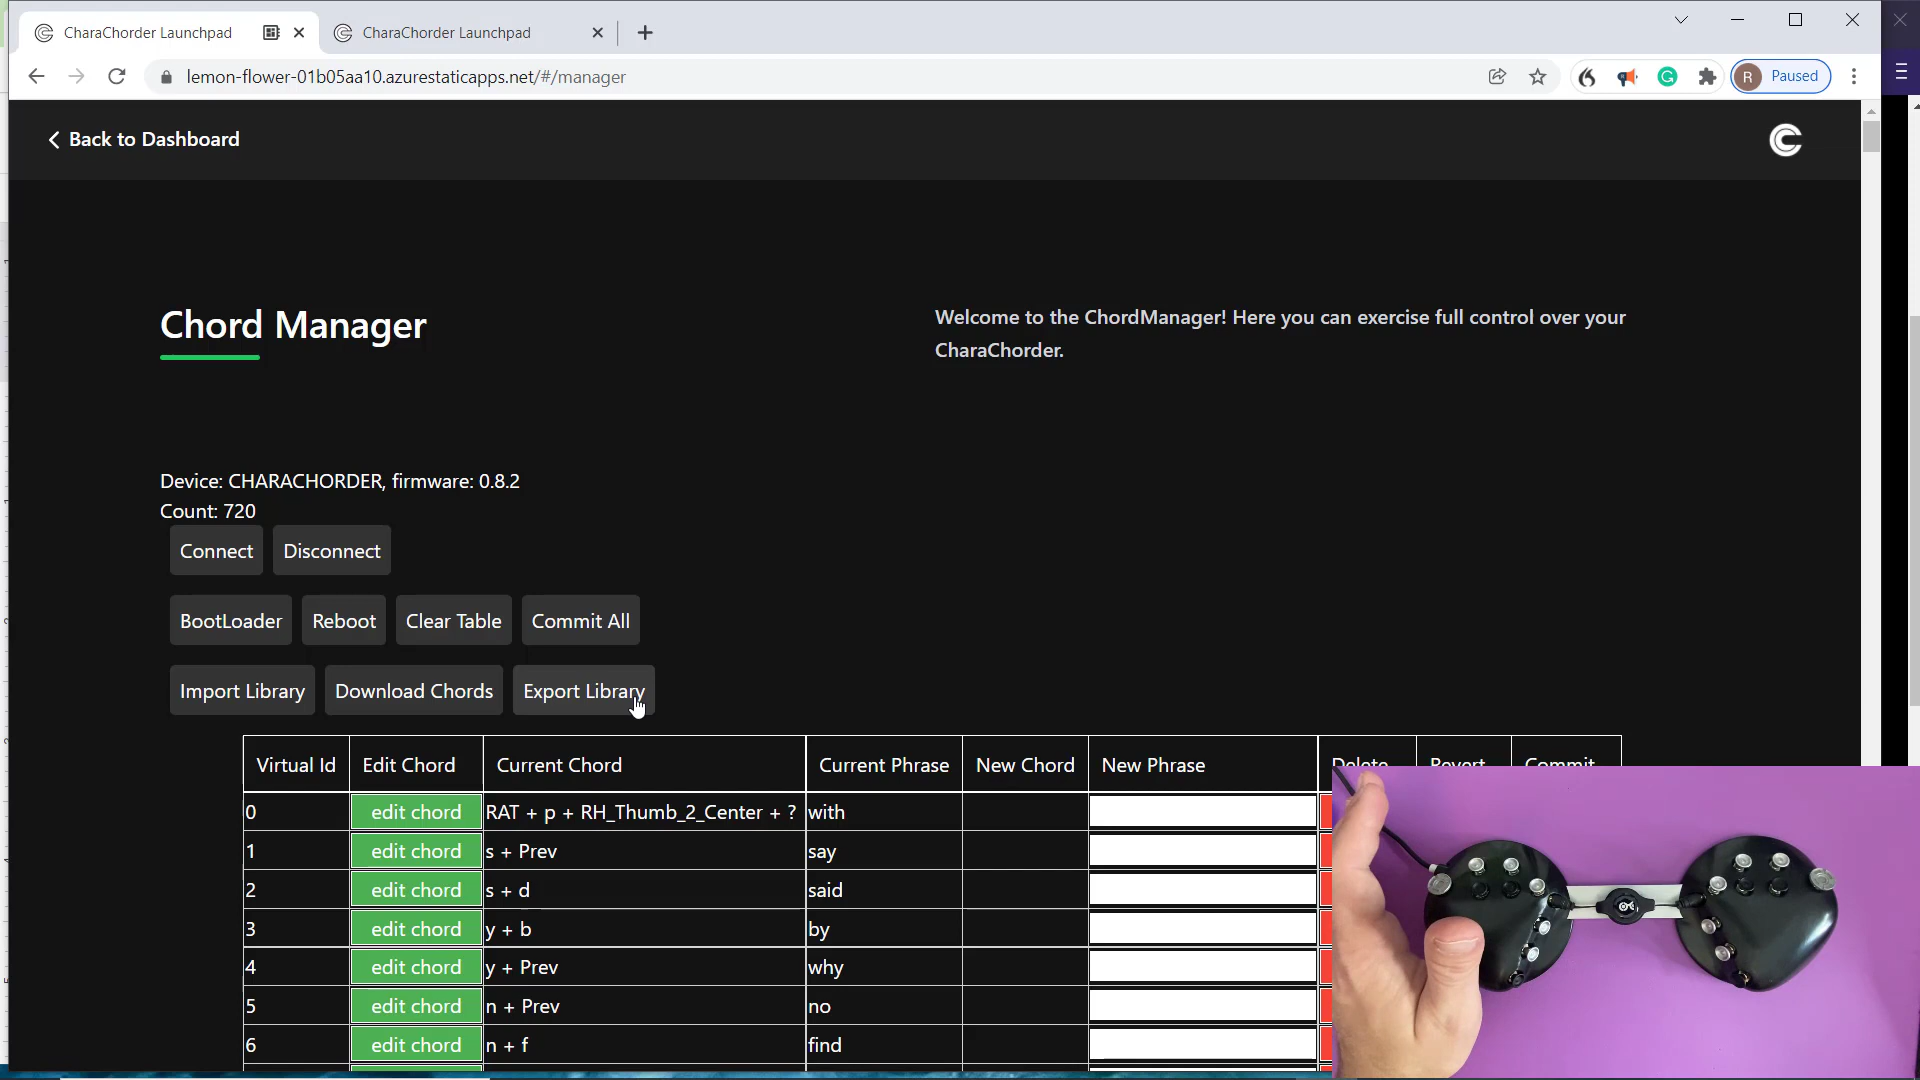 CharaChorder Launchpad
CharaChorder Launchpad
lemon-flower-01b05aa10.azurestaticapps.net/#/manager
R Paused
Back to Dashboard
Chord Manager
Welcome to the ChordManager! Here you can exercise full control over your
CharaChorder.
Device: CHARACHORDER, firmware: 0.8.2
Count: 720
Connect Disconnect
BootLoader Reboot Clear Table Commit All
Import Library Download Chords Export Library
Virtual Id Edit Chord Current Chord Current Phrase New Chord New Phrase Delete Revert Commit
0 edit chord RAT + p + RH_Thumb_2_Center + ? with
1 edit chord s + Prev say
2 edit chord s + d said
3 edit chord y + b by
4 edit chord y + Prev why
5 edit chord n + Prev no
6 edit chord n + f find